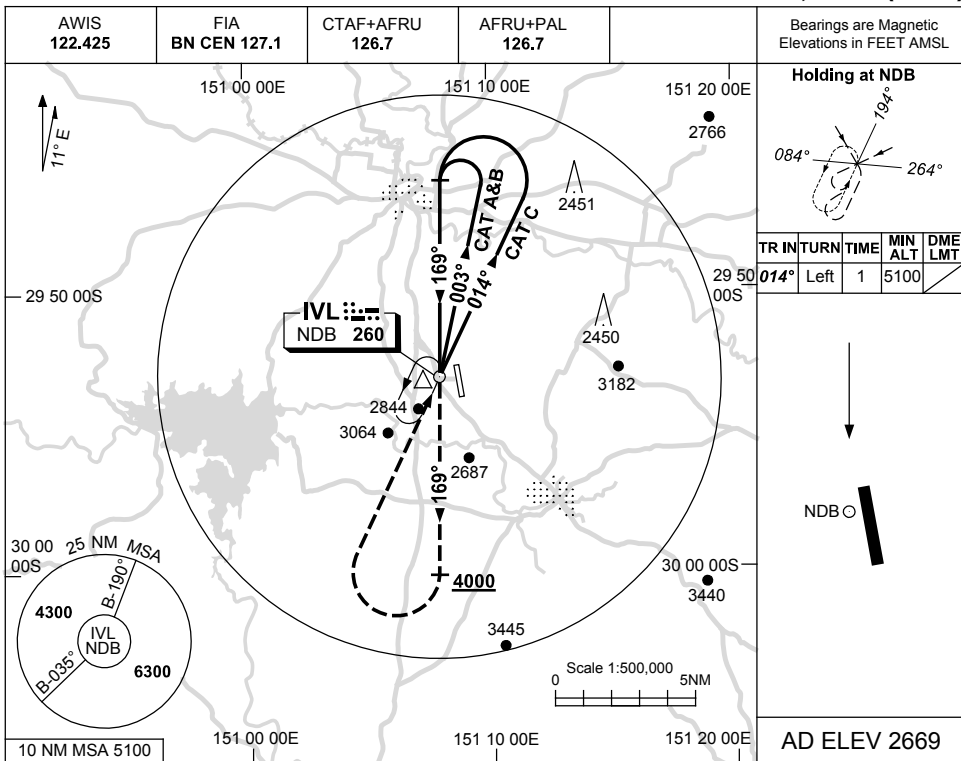 AWIS
122.425
FIA
BN CEN 127.1
CTAF+AFRU
126.7
AFRU+PAL
126.7
Bearings are Magnetic
Elevations in FEET AMSL
151 00 00E
151 10 00E
151 20 00E
11° E
2766
2451
CAT A&B
CAT C
169°
003°
014°
29 50 00S
29 50
00S
IVL
NDB 260
2450
3182
2844
3064
2687
169°
4000
30 00
00S
30 00 00S
3440
3445
25 NM MSA
B-190°
4300
IVL
NDB
6300
B-035°
10 NM MSA 5100
Scale 1:500,000
0
5NM
151 00 00E
151 10 00E
151 20 00E
Holding at NDB
194°
084°
264°
TR IN
TURN
TIME
MIN
ALT
DME
LMT
014°
Left
1
5100
NDB
AD ELEV 2669